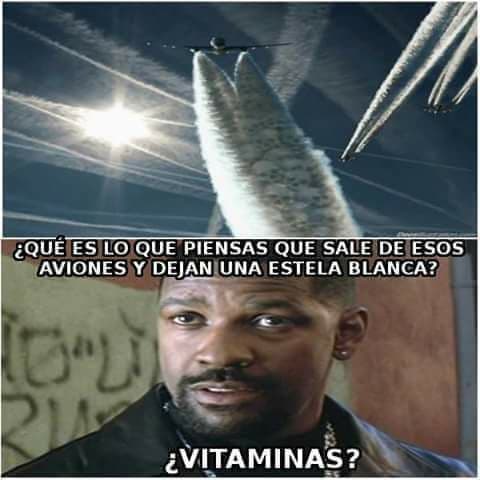 ¿QUÉ ES LO QUE PIENSAS QUE SALE DE ESOS
AVIONES Y DEJAN UNA ESTELA BLANCA?
¿VITAMINAS?